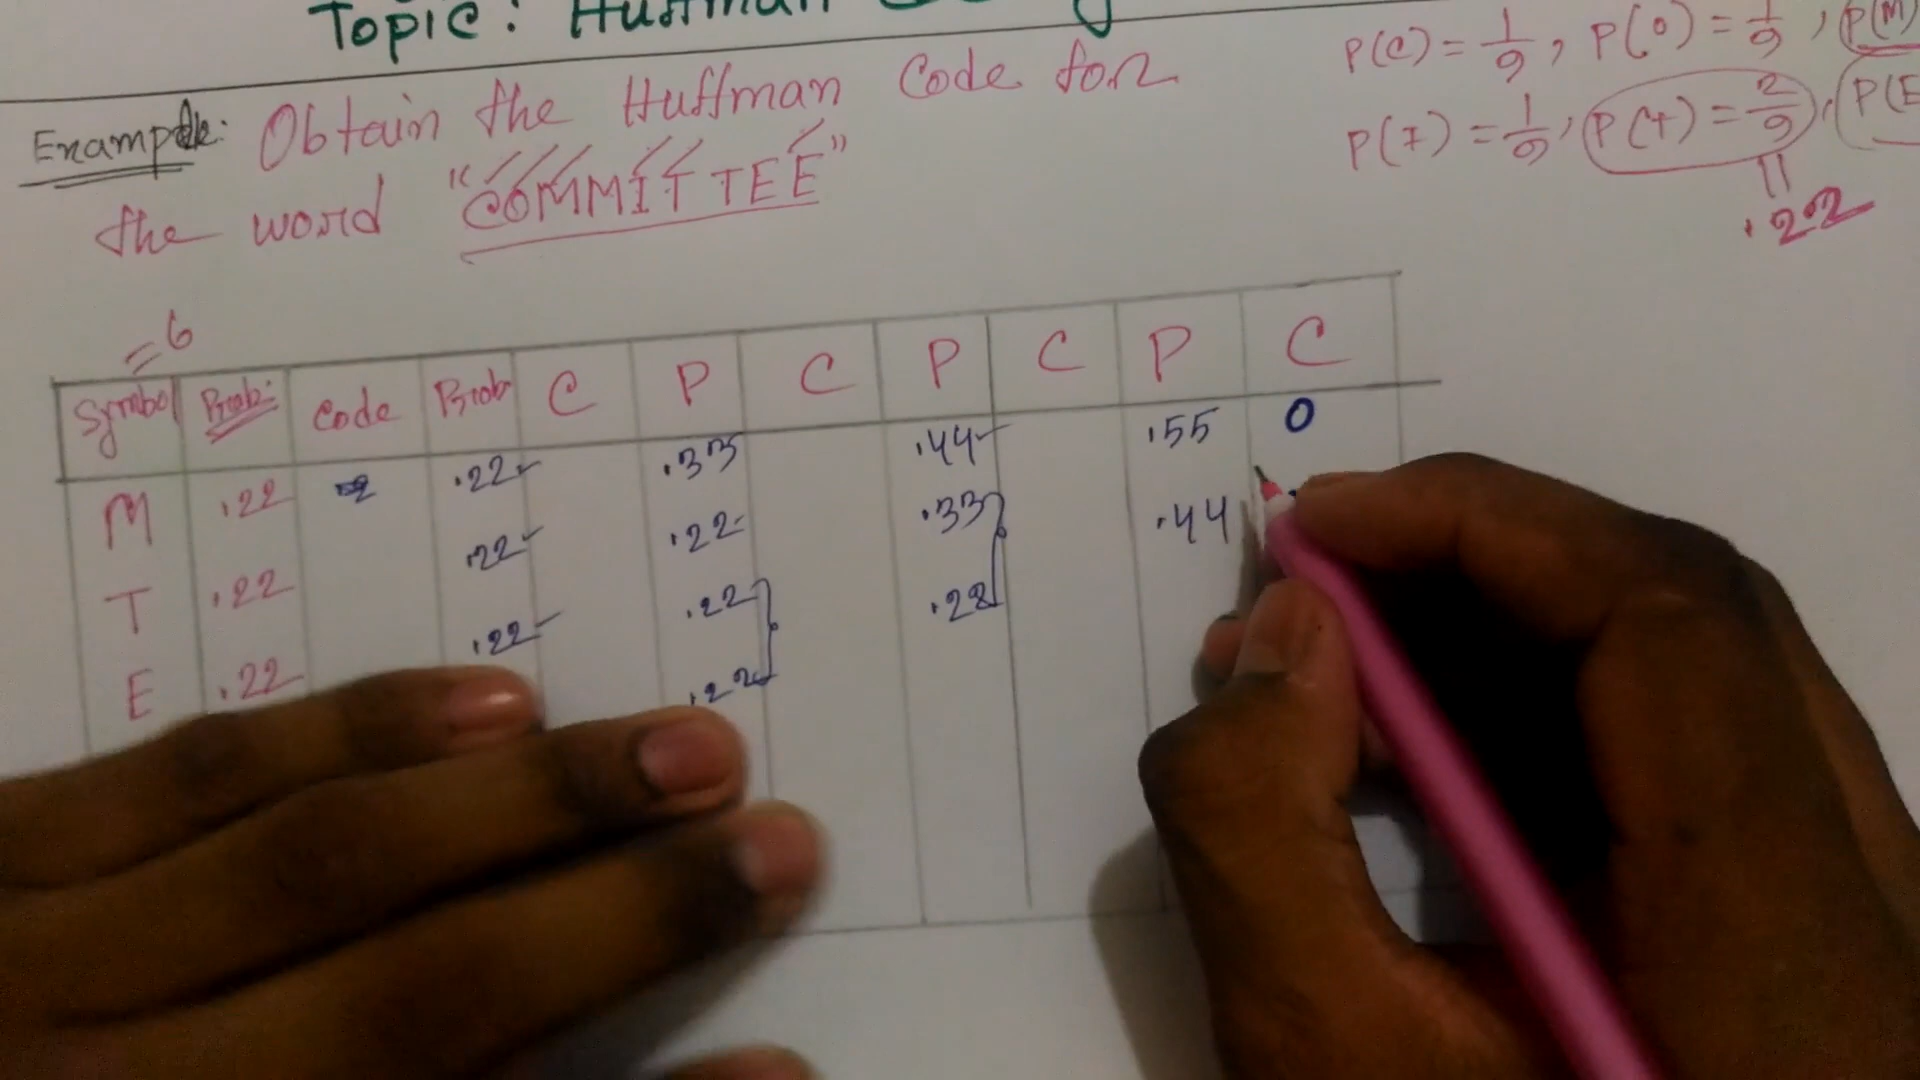 Topic: Huffman
Example: Obtain the Huffman Code for
the word "COMMITTEE"
P(C) = 1/9, P(O) = 1/9, P(M)
P(I) = 1/9, P(T) = 2/9, P(E
.22
=6
Symbol Prob: Code Prob C P C P C P C
M .22 .22 .33 .44 .55 0
T .22 .22 .22 .33 .44
E .22 .22 .22 .22
.22